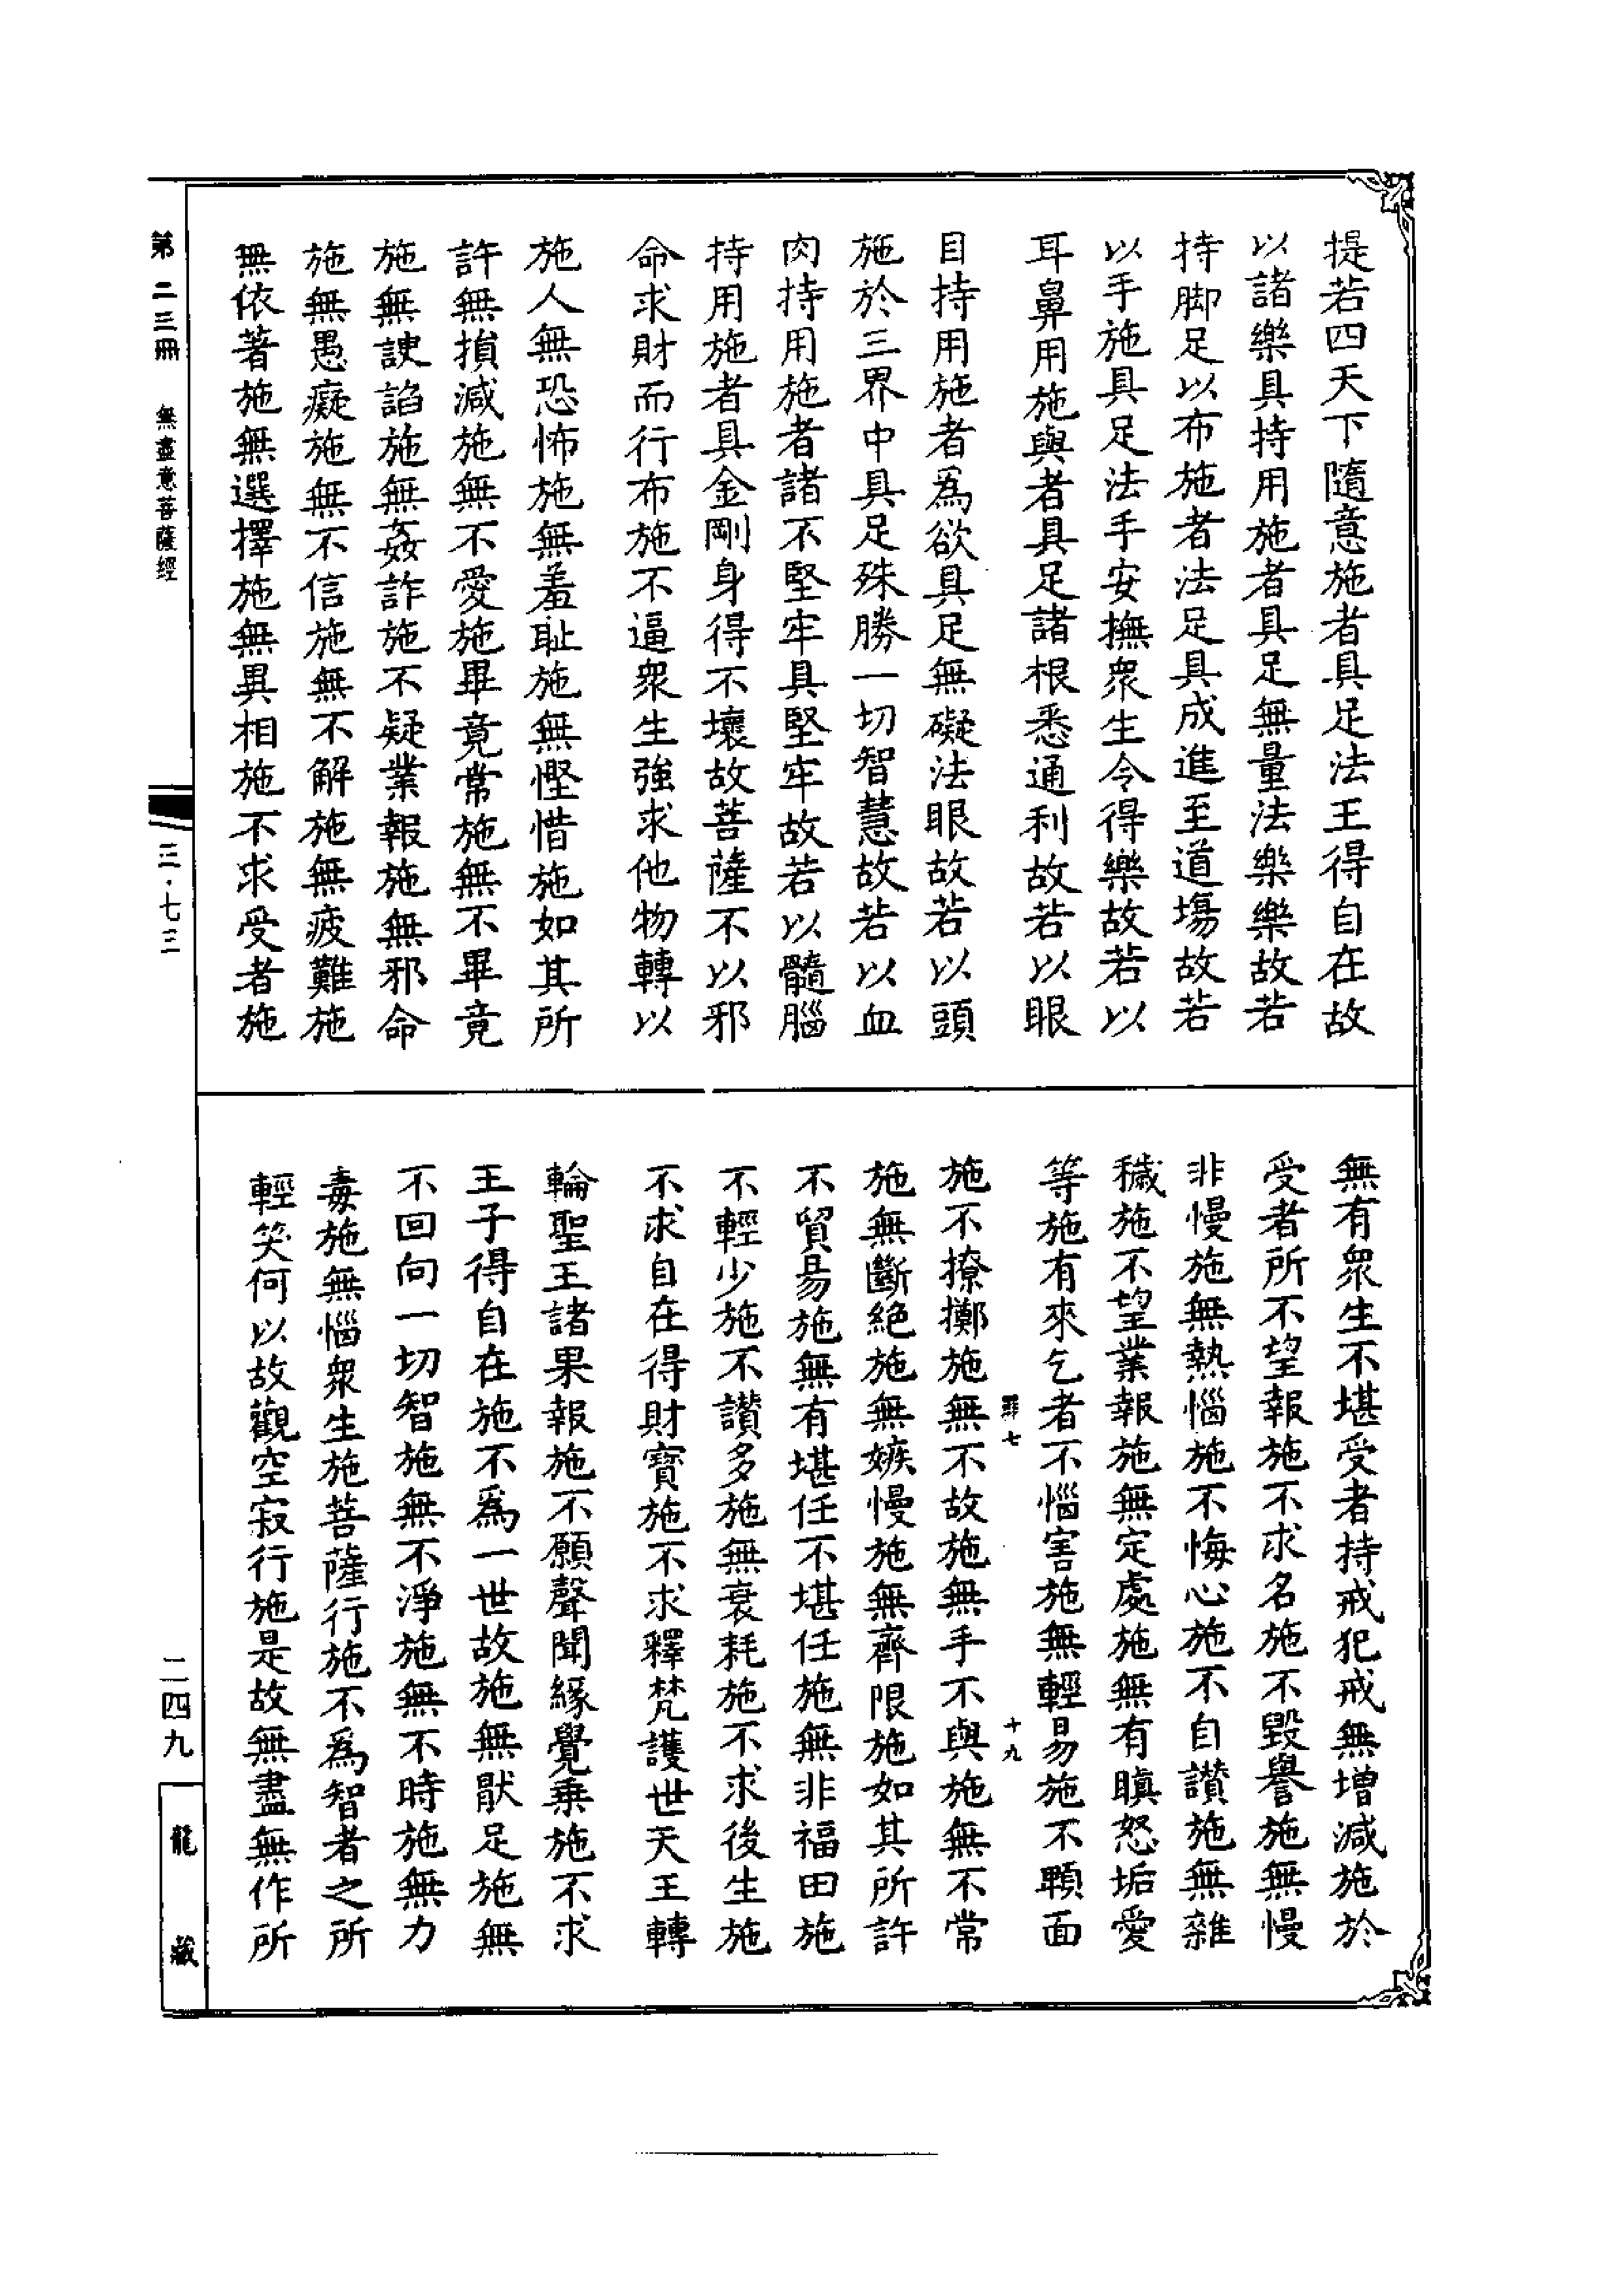 提若四天下隨意施者具足法王得自在故
以諸樂具持用施者具足無量法樂樂故若
持脚足以布施者法足具成進至道塲故若
以手施具足法手安撫衆生令得樂故若以
耳鼻用施與者具足諸根悉通利故若以眼
目持用施者爲欲具足無礙法眼故若以頭
施於三界中具足殊勝一切智慧故若以血
肉持用施者諸不堅牢具堅牢故若以髓腦
持用施者具金剛身得不壞故菩薩不以邪
命求財而行布施不逼衆生強求他物轉以
施人無恐怖施無羞耻施無慳惜施如其所
許無損減施無不愛施畢竟常施無不畢竟
施無諛諂施無姦詐施不疑業報施無邪命
施無愚癡施無不信施無不解施無疲難施
無依著施無選擇施無異相施不求受者施
無有衆生不堪受者持戒犯戒無增減施於
受者所不望報施不求名施不毀譽施無慢
非慢施無熱惱施不悔心施不自讃施無雜
穢施不望業報施無定處施無有瞋怒垢愛
等施有來乞者不惱害施無輕易施不顰面
施不撩擲施無不故施無手不與施無不常
施無斷絶施無嫉慢施無齊限施如其所許
不貿易施無有堪任不堪任施無非福田施
不輕少施不讃多施無衰耗施不求後生施
不求自在得財寳施不求釋梵護世天王轉
輪聖王諸果報施不願聲聞緣覺乗施不求
王子得自在施不爲一世故施無猒足施無
不回向一切智施無不淨施無不時施無力
毒施無惱衆生施菩薩行施不爲智者之所
輕笑何以故觀空寂行施是故無盡無作所
第二三冊 無盡意菩薩經
三·七三
二四九
龍藏
七
十九